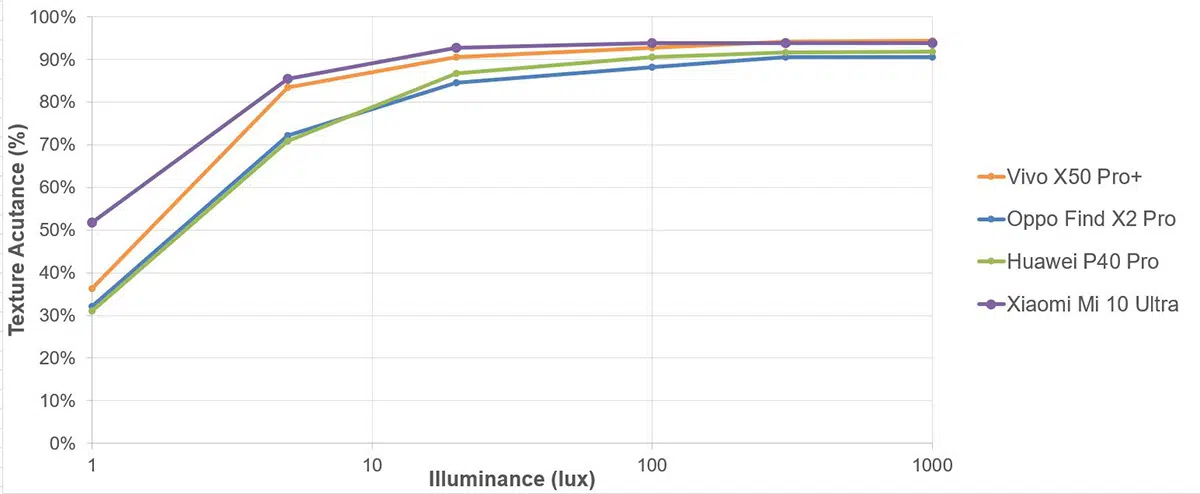 100%
90%
80%
70%
60%
50%
40%
30%
20%
10%
0%
Texture Acutance (%)
1 10 100 1000
Illuminance (lux)
Vivo X50 Pro+
Oppo Find X2 Pro
Huawei P40 Pro
Xiaomi Mi 10 Ultra